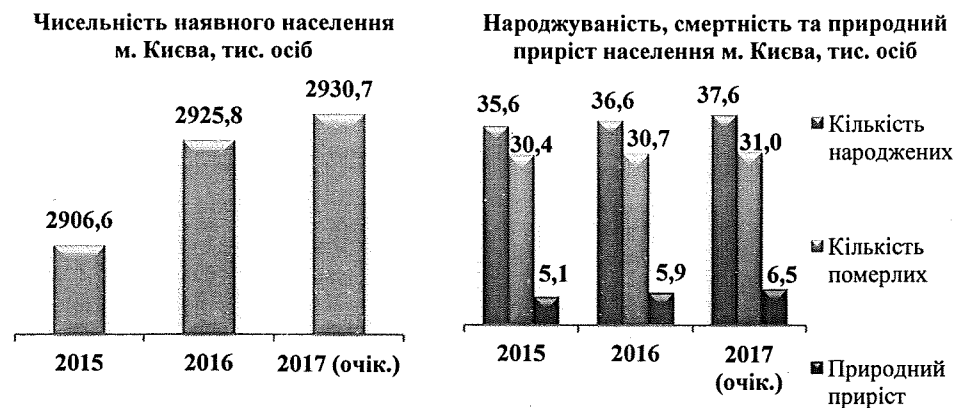 Чисельність наявного населення
м. Києва, тис. осіб
2906,6
2925,8
2930,7
2015
2016
2017 (очік.)
Народжуваність, смертність та природний
приріст населення м. Києва, тис. осіб
35,6
30,4
5,1
36,6
30,7
5,9
37,6
31,0
6,5
2015
2016
2017
(очік.)
Кількість
народжених
Кількість
померлих
Природний
приріст